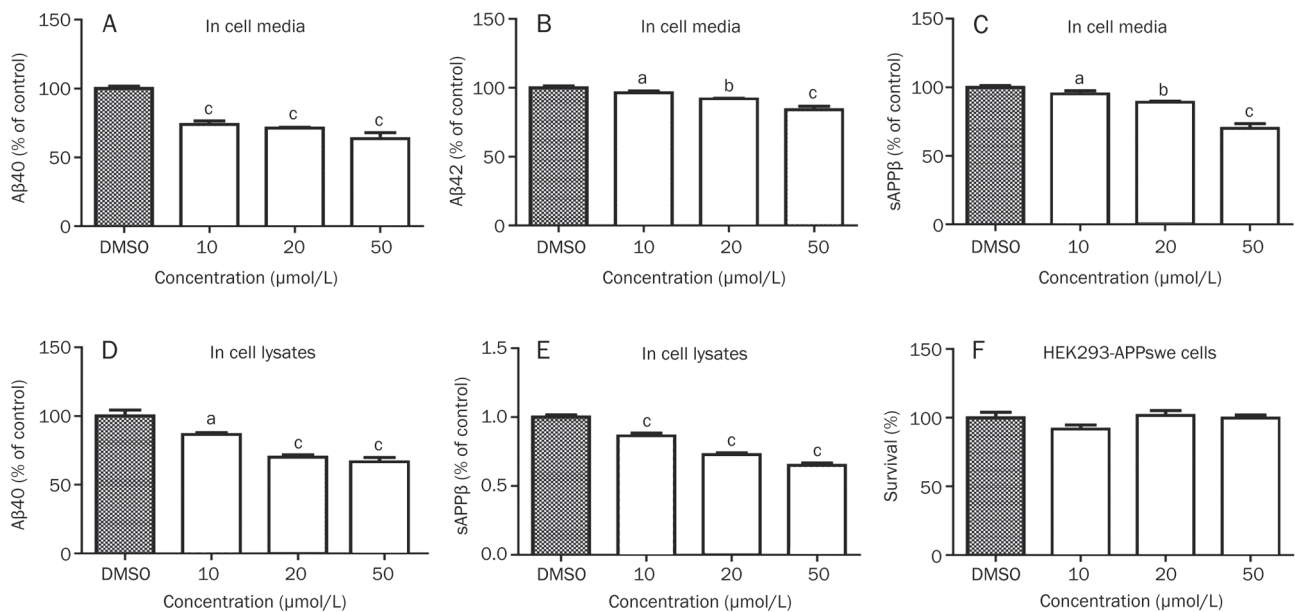 A In cell media
Aβ40 (% of control)
150
100
50
0
c c c
DMSO 10 20 50
Concentration (μmol/L)
B In cell media
Aβ42 (% of control)
150
100
50
0
a b c
DMSO 10 20 50
Concentration (μmol/L)
C In cell media
sAPPβ (% of control)
150
100
50
0
a b c
DMSO 10 20 50
Concentration (μmol/L)
D In cell lysates
Aβ40 (% of control)
150
100
50
0
a c c
DMSO 10 20 50
Concentration (μmol/L)
E In cell lysates
sAPPβ (% of control)
1.5
1.0
0.5
0.0
c c c
DMSO 10 20 50
Concentration (μmol/L)
F HEK293-APPswe cells
Survival (%)
150
100
50
0
DMSO 10 20 50
Concentration (μmol/L)